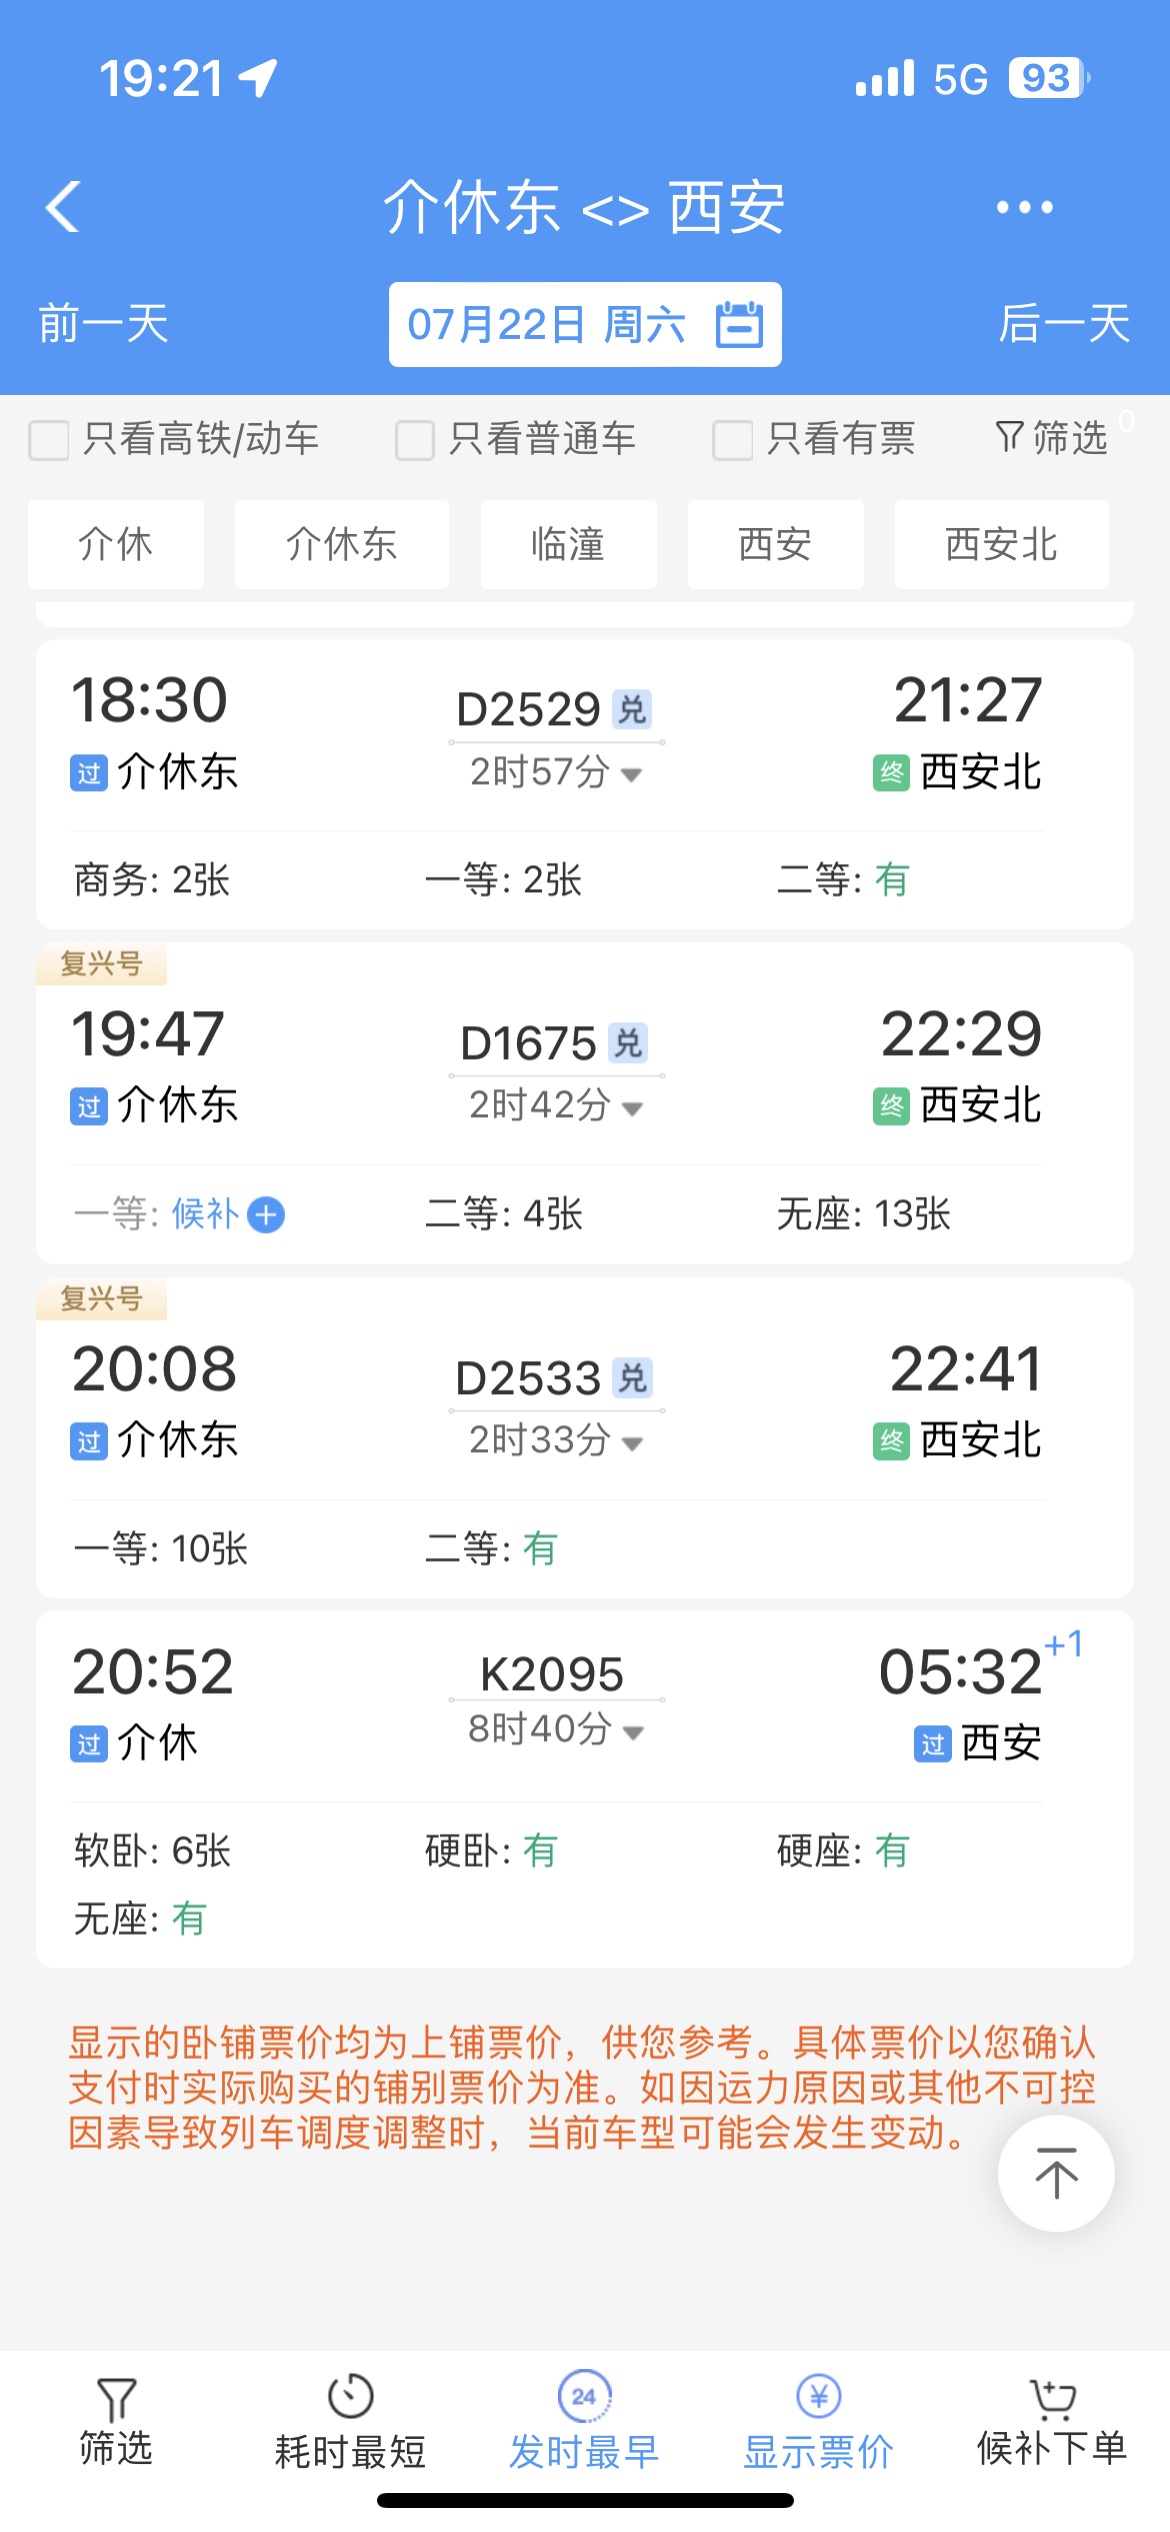 19:21 5G 93
介休东 <> 西安
前一天 07月22日 周六 后一天
只看高铁/动车 只看普通车 只看有票 筛选 0
介休 介休东 临潼 西安 西安北
18:30 D2529 兑 21:27
过 介休东 2时57分 终 西安北
商务: 2张 一等: 2张 二等: 有
复兴号
19:47 D1675 兑 22:29
过 介休东 2时42分 终 西安北
一等: 候补 二等: 4张 无座: 13张
复兴号
20:08 D2533 兑 22:41
过 介休东 2时33分 终 西安北
一等: 10张 二等: 有
20:52 K2095 05:32 +1
过 介休 8时40分 过 西安
软卧: 6张 硬卧: 有 硬座: 有
无座: 有
显示的卧铺票价均为上铺票价，供您参考。具体票价以您确认
支付时实际购买的铺别票价为准。如因运力原因或其他不可控
因素导致列车调度调整时，当前车型可能会发生变动。
24 ¥
筛选 耗时最短 发时最早 显示票价 候补下单